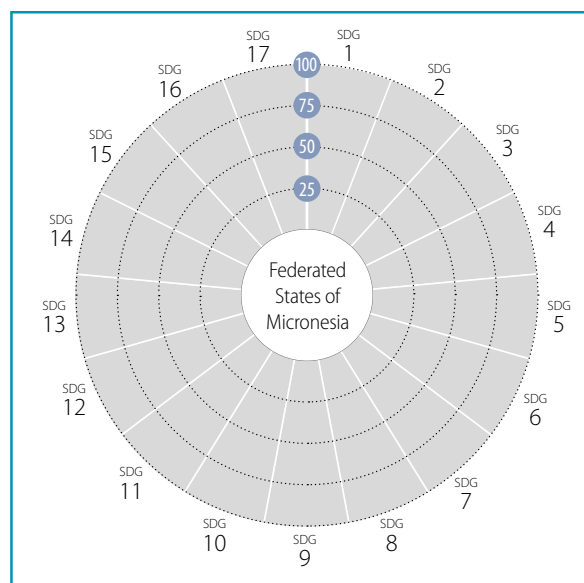 SDG
1
SDG
2
SDG
3
SDG
4
SDG
5
SDG
6
SDG
7
SDG
8
SDG
9
SDG
10
SDG
11
SDG
12
SDG
13
SDG
14
SDG
15
SDG
16
SDG
17
100
75
50
25
Federated
States of
Micronesia